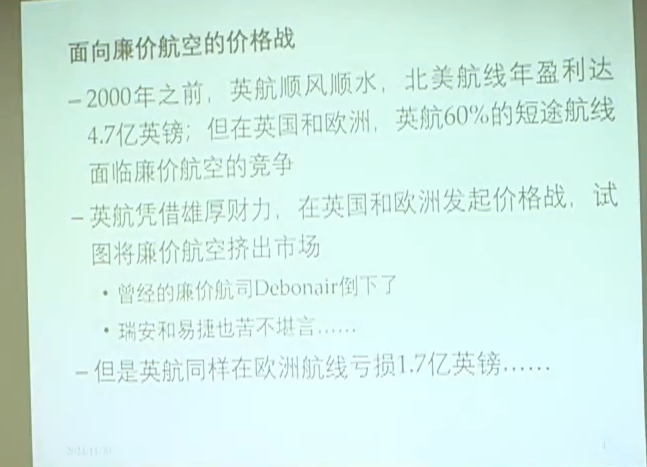 面向廉价航空的价格战
–2000年之前，英航顺风顺水，北美航线年盈利达
4.7亿英镑；但在英国和欧洲，英航60%的短途航线
面临廉价航空的竞争
–英航凭借雄厚财力，在英国和欧洲发起价格战，试
图将廉价航空挤出市场
•曾经的廉价航司Debonair倒下了
•瑞安和易捷也苦不堪言……
–但是英航同样在欧洲航线亏损1.7亿英镑……